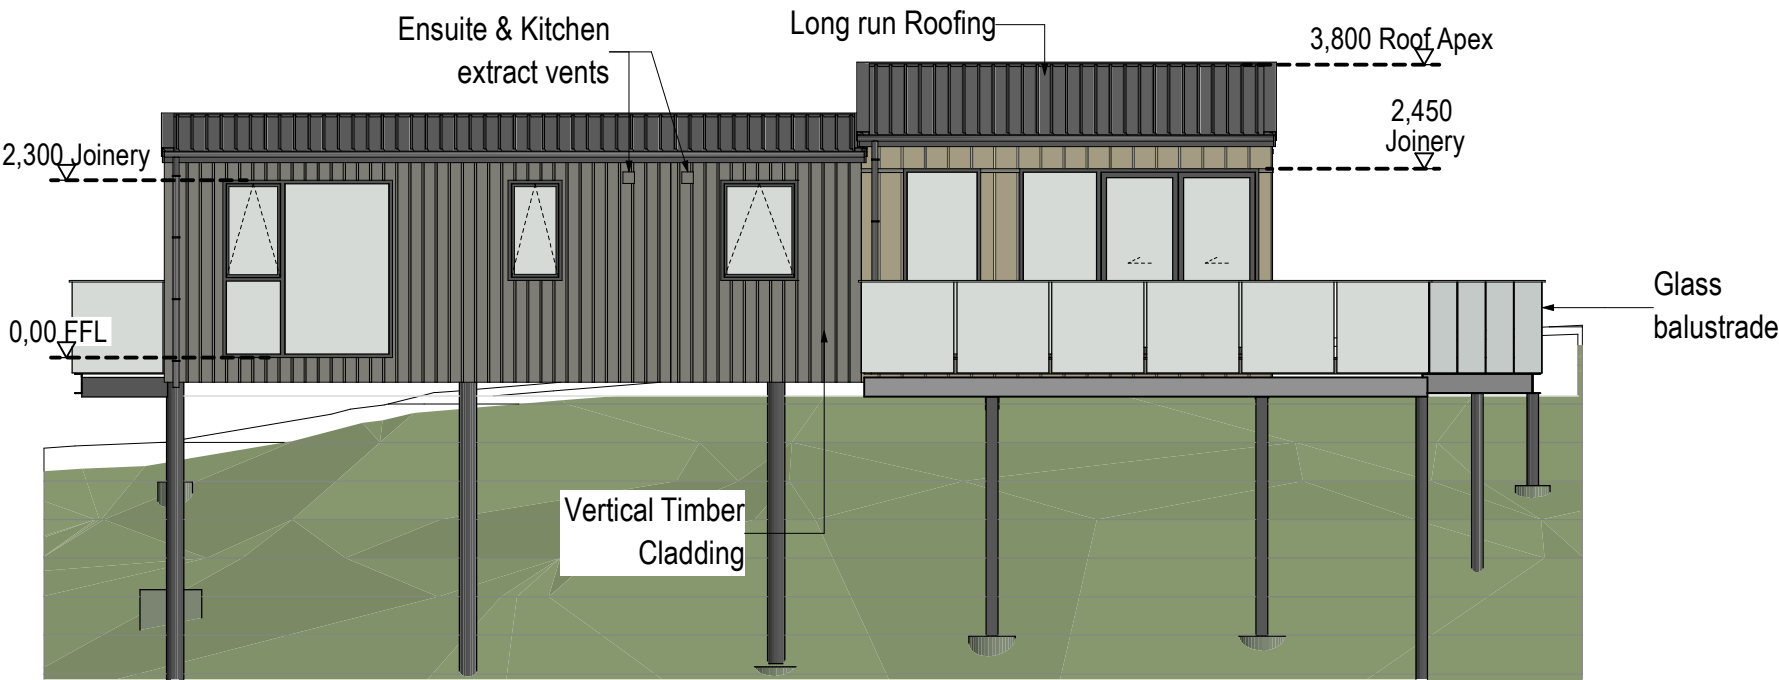 Ensuite & Kitchen
extract vents
Long run Roofing
3,800 Roof Apex
2,450
Joinery
2,300 Joinery
0,00 FFL
Glass
balustrade
Vertical Timber
Cladding